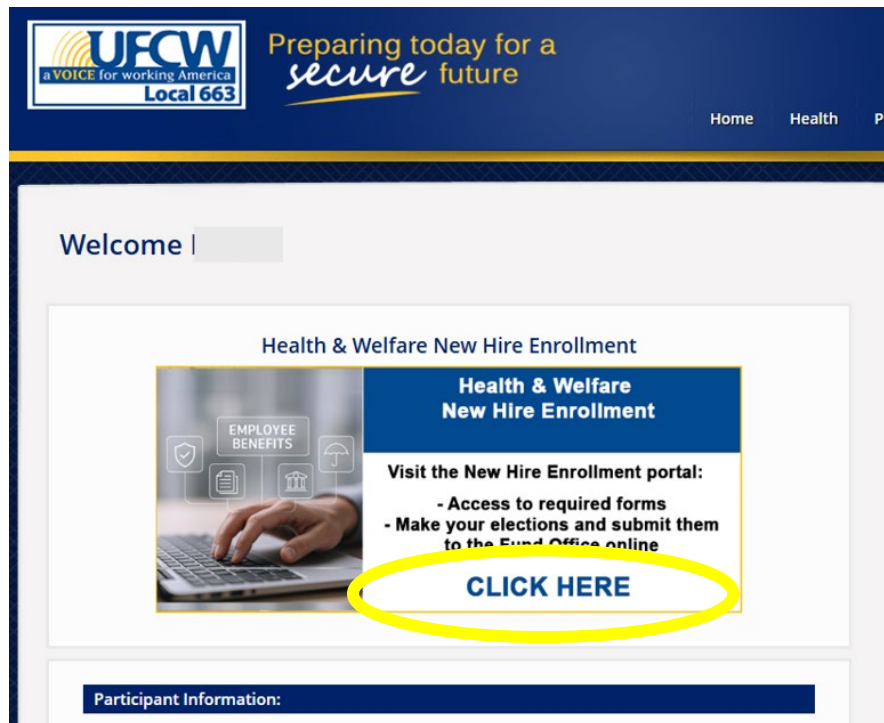 UFCW
a VOICE for working America
Local 663
Preparing today for a
secure future
Home Health P
Welcome
Health & Welfare New Hire Enrollment
EMPLOYEE
BENEFITS
Health & Welfare
New Hire Enrollment
Visit the New Hire Enrollment portal:
- Access to required forms
- Make your elections and submit them
to the Fund Office online
CLICK HERE
Participant Information: